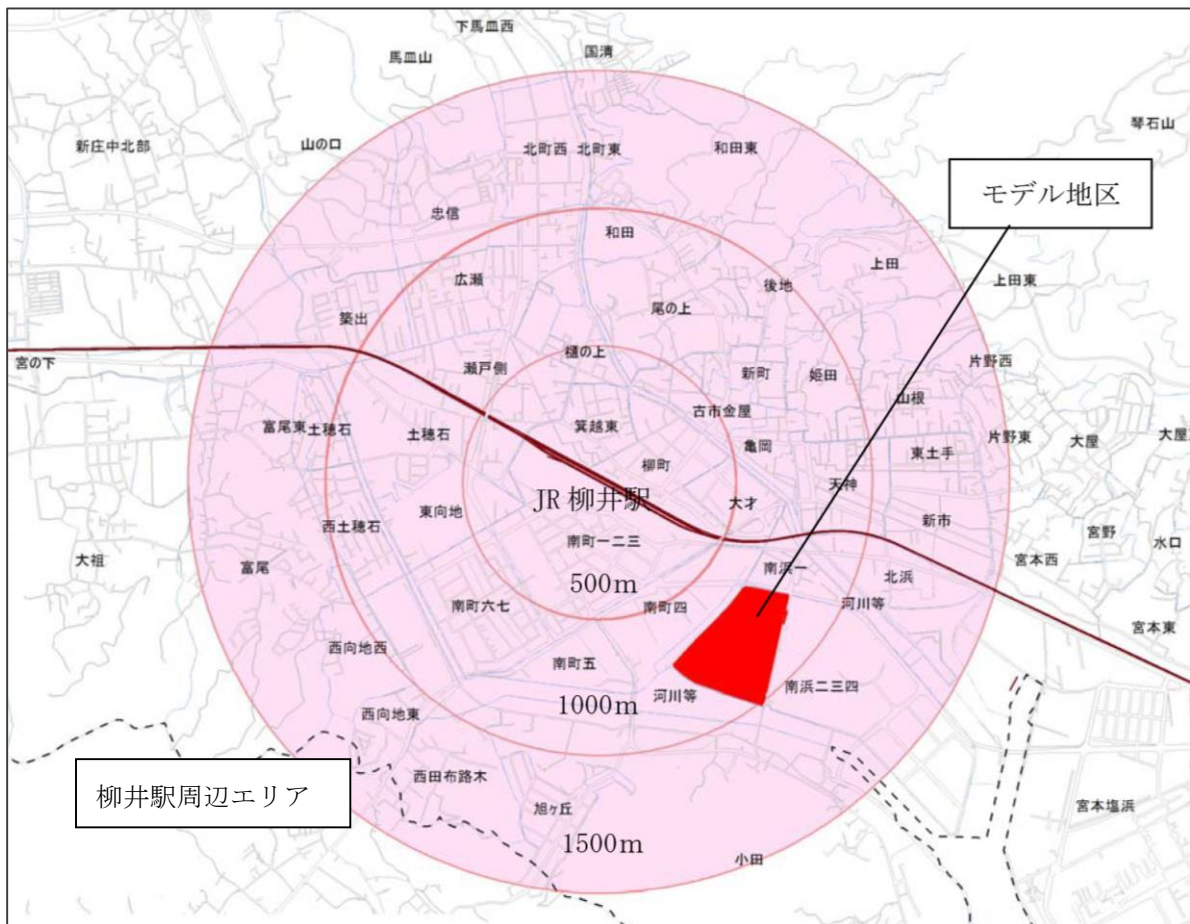 下馬皿西
国清
馬皿山
琴石山
新庄中北部
山の口
北町西
北町東
和田東
モデル地区
忠信
和田
上田
上田東
広瀬
後地
尾の上
築出
樋の上
宮の下
瀬戸側
新町
姫田
片野西
山根
古市金屋
富尾東
土穂石
土穂石
箕越東
亀岡
片野東
大屋
大屋
東土手
柳町
天神
JR 柳井駅
大才
東向地
新市
西土穂石
南町一二三
宮野
水口
大祖
富尾
宮本西
南浜一
北浜
500m
南町六七
南町四
河川等
宮本東
西向地西
南町五
南浜二三四
河川等
1000m
西向地東
西田布路木
柳井駅周辺エリア
旭ヶ丘
宮本塩浜
1500m
小田